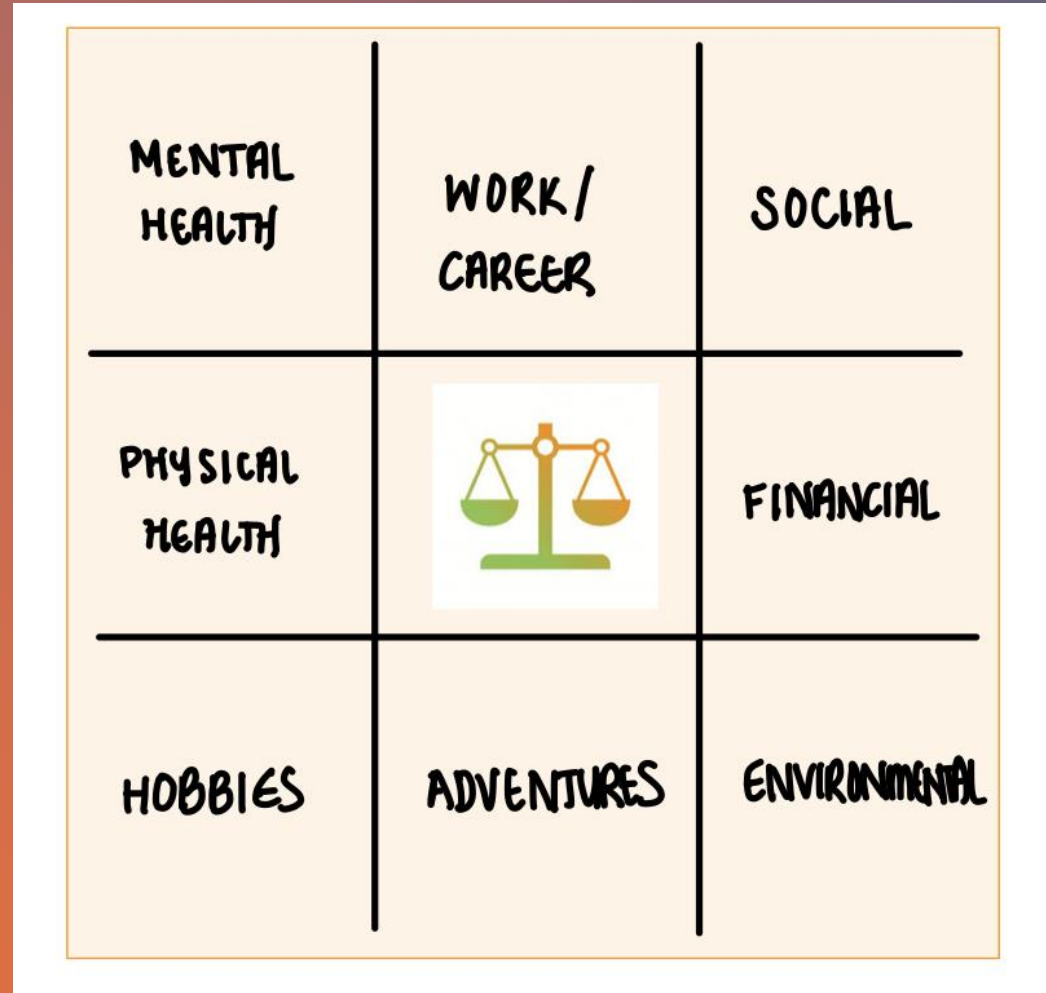 MENTAL
HEALTH
WORK/
CAREER
SOCIAL
PHYSICAL
HEALTH
FINANCIAL
HOBBIES
ADVENTURES
ENVIRONMENTAL